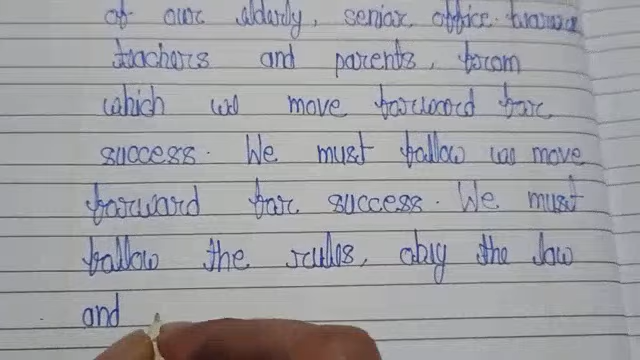 of our elderly, senior office
teachers and parents, from
which we move forward for
success. We must follow we move
forward for success. We must
follow the rules, obey the law
and